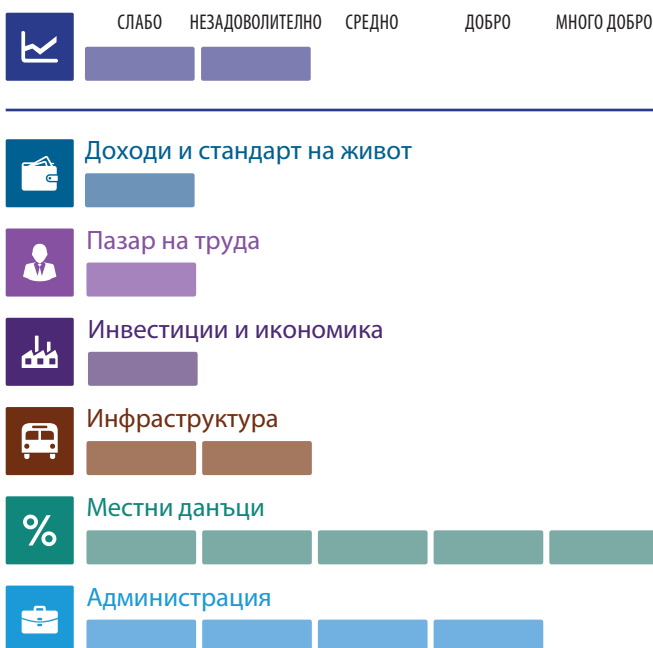 СЛАБО НЕЗАДОВОЛИТЕЛНО СРЕДНО ДОБРО МНОГО ДОБРО
Доходи и стандарт на живот
Пазар на труда
Инвестиции и икономика
Инфраструктура
Местни данъци
%
Администрация